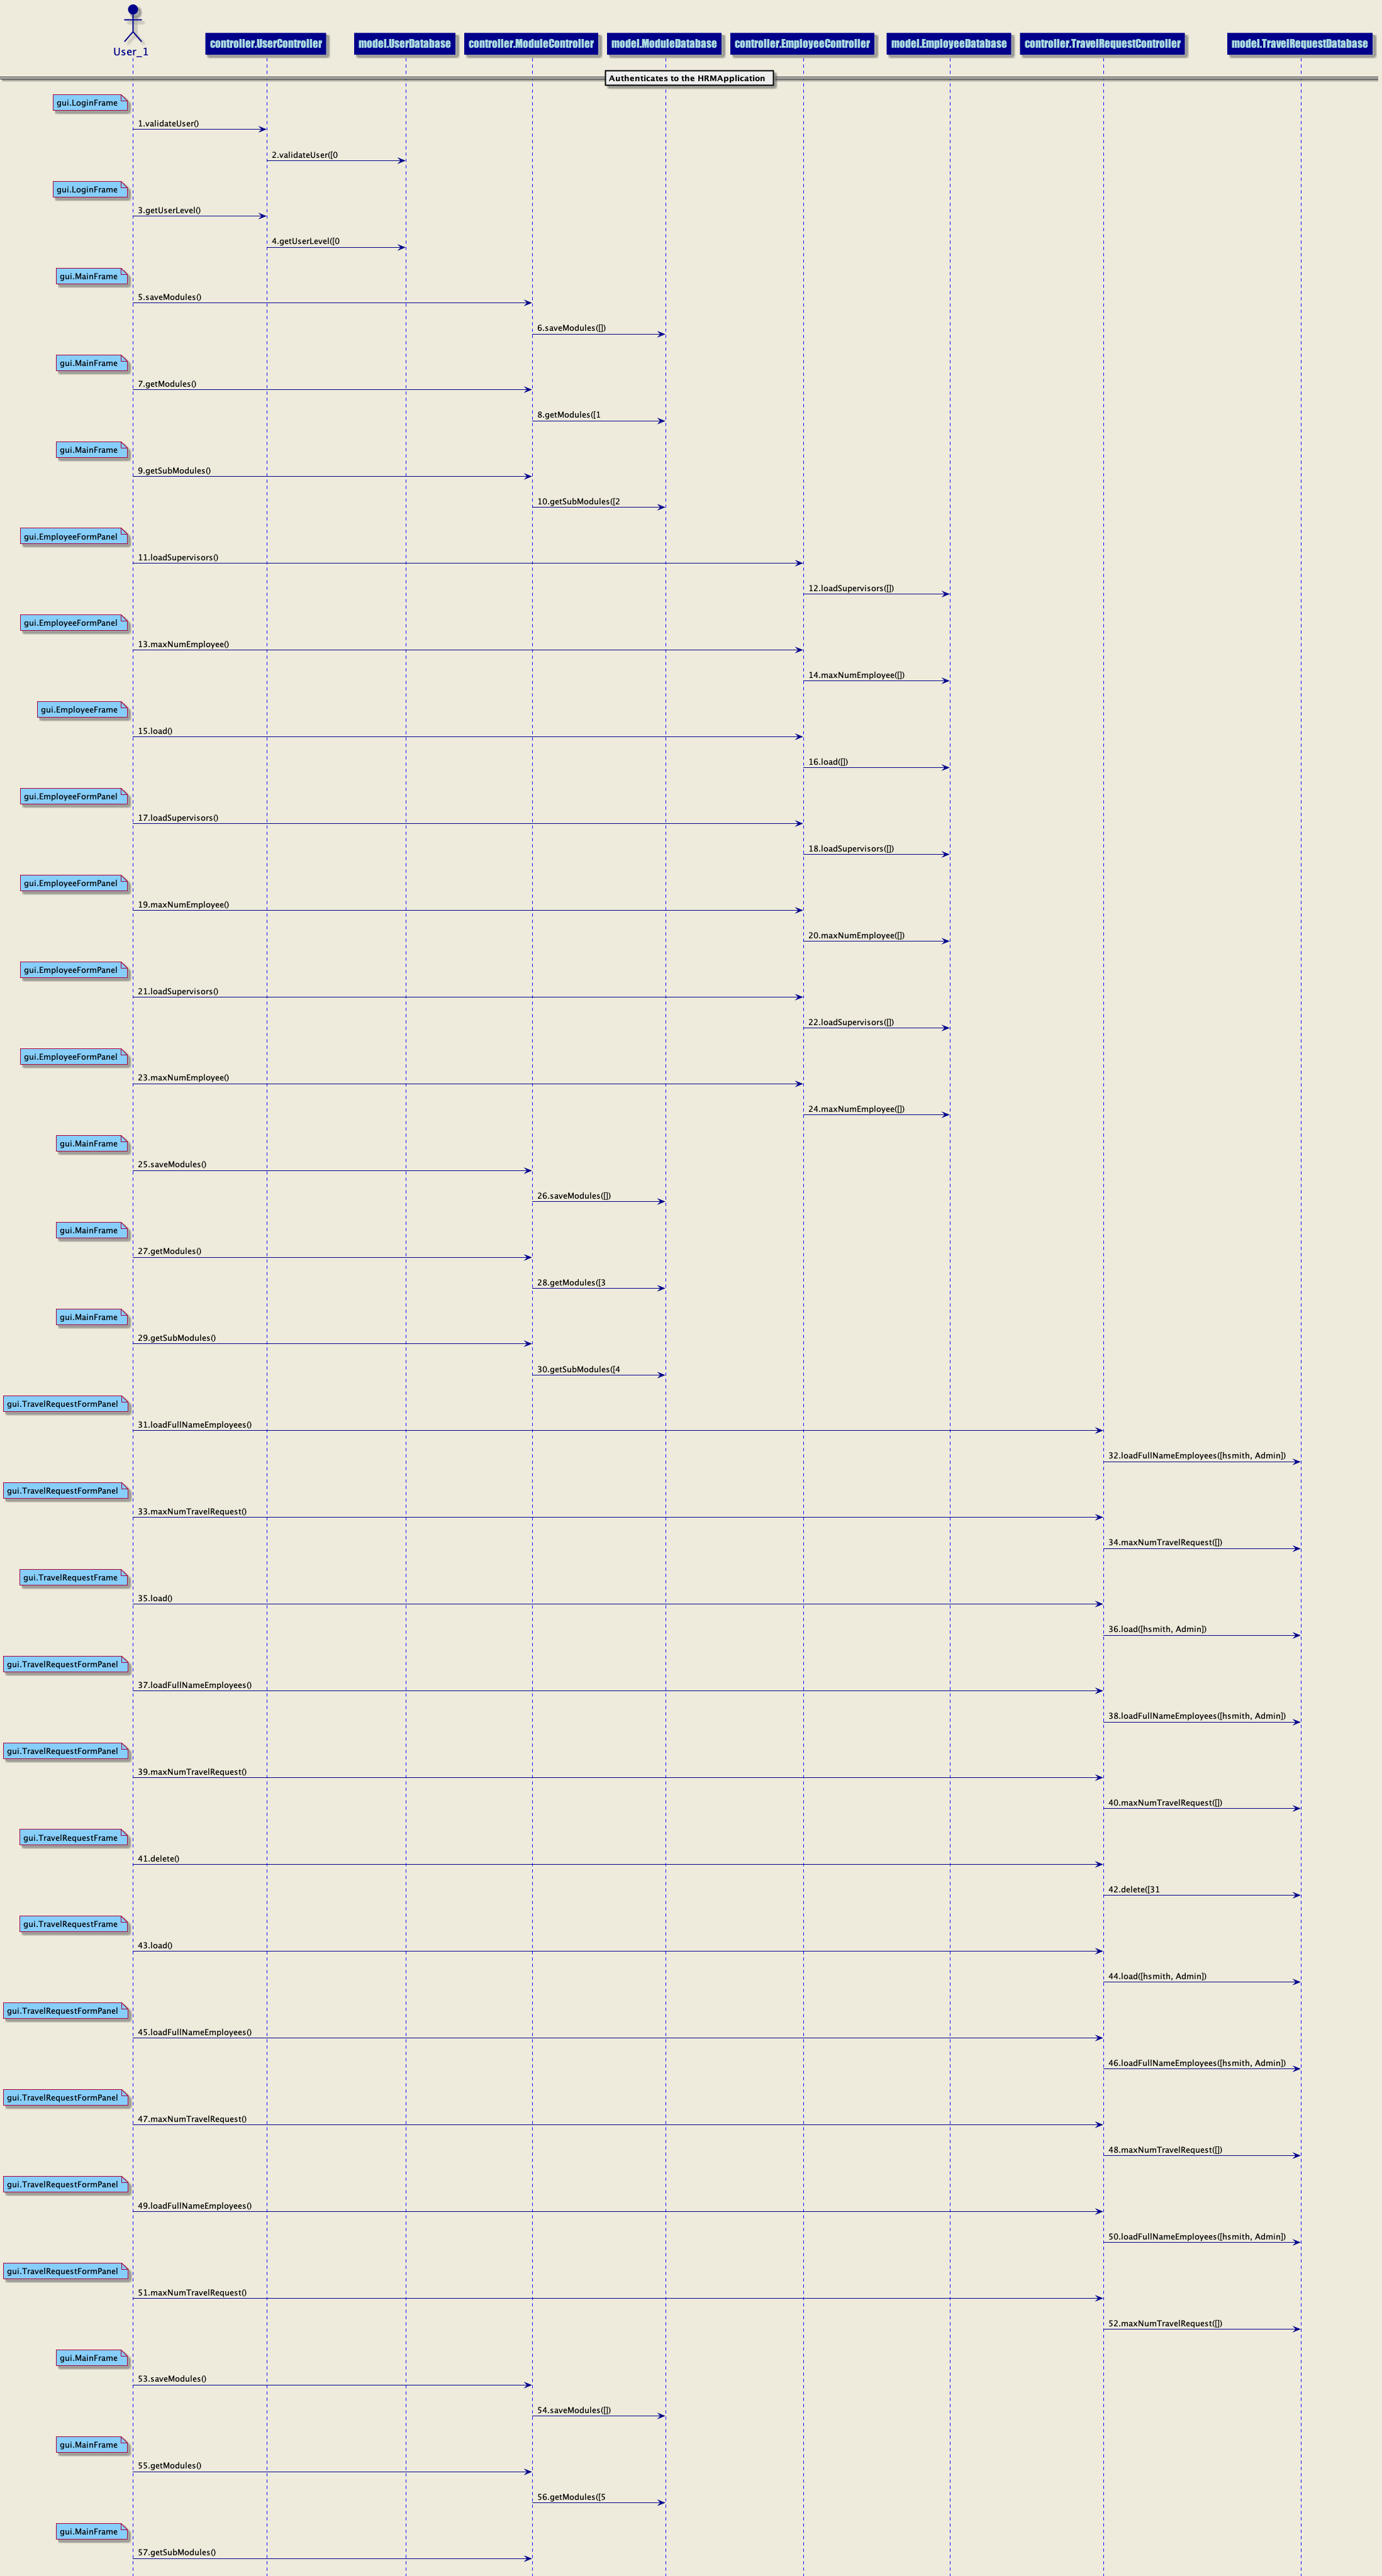 User_1
controller.UserController
model.UserDatabase
controller.ModuleController
model.ModuleDatabase
controller.EmployeeController
model.EmployeeDatabase
controller.TravelRequestController
model.TravelRequestDatabase
Authenticates to the HRMApplication
gui.LoginFrame
1.validateUser()
2.validateUser([0
gui.LoginFrame
3.getUserLevel()
4.getUserLevel([0
gui.MainFrame
5.saveModules()
6.saveModules([])
gui.MainFrame
7.getModules()
8.getModules([1
gui.MainFrame
9.getSubModules()
10.getSubModules([2
gui.EmployeeFormPanel
11.loadSupervisors()
12.loadSupervisors([])
gui.EmployeeFormPanel
13.maxNumEmployee()
14.maxNumEmployee([])
gui.EmployeeFrame
15.load()
16.load([])
gui.EmployeeFormPanel
17.loadSupervisors()
18.loadSupervisors([])
gui.EmployeeFormPanel
19.maxNumEmployee()
20.maxNumEmployee([])
gui.EmployeeFormPanel
21.loadSupervisors()
22.loadSupervisors([])
gui.EmployeeFormPanel
23.maxNumEmployee()
24.maxNumEmployee([])
gui.MainFrame
25.saveModules()
26.saveModules([])
gui.MainFrame
27.getModules()
28.getModules([3
gui.MainFrame
29.getSubModules()
30.getSubModules([4
gui.TravelRequestFormPanel
31.loadFullNameEmployees()
32.loadFullNameEmployees([hsmith, Admin])
gui.TravelRequestFormPanel
33.maxNumTravelRequest()
34.maxNumTravelRequest([])
gui.TravelRequestFrame
35.load()
36.load([hsmith, Admin])
gui.TravelRequestFormPanel
37.loadFullNameEmployees()
38.loadFullNameEmployees([hsmith, Admin])
gui.TravelRequestFormPanel
39.maxNumTravelRequest()
40.maxNumTravelRequest([])
gui.TravelRequestFrame
41.delete()
42.delete([31
gui.TravelRequestFrame
43.load()
44.load([hsmith, Admin])
gui.TravelRequestFormPanel
45.loadFullNameEmployees()
46.loadFullNameEmployees([hsmith, Admin])
gui.TravelRequestFormPanel
47.maxNumTravelRequest()
48.maxNumTravelRequest([])
gui.TravelRequestFormPanel
49.loadFullNameEmployees()
50.loadFullNameEmployees([hsmith, Admin])
gui.TravelRequestFormPanel
51.maxNumTravelRequest()
52.maxNumTravelRequest([])
gui.MainFrame
53.saveModules()
54.saveModules([])
gui.MainFrame
55.getModules()
56.getModules([5
gui.MainFrame
57.getSubModules()